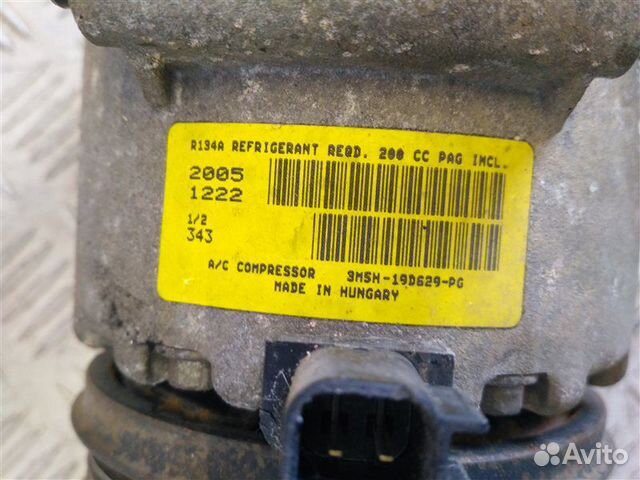 R134A REFRIGERANT REQD. 200 CC PAG INCL.
2005
1222
1/2
343
A/C COMPRESSOR 3M5H-19D629-PG
MADE IN HUNGARY
Avito